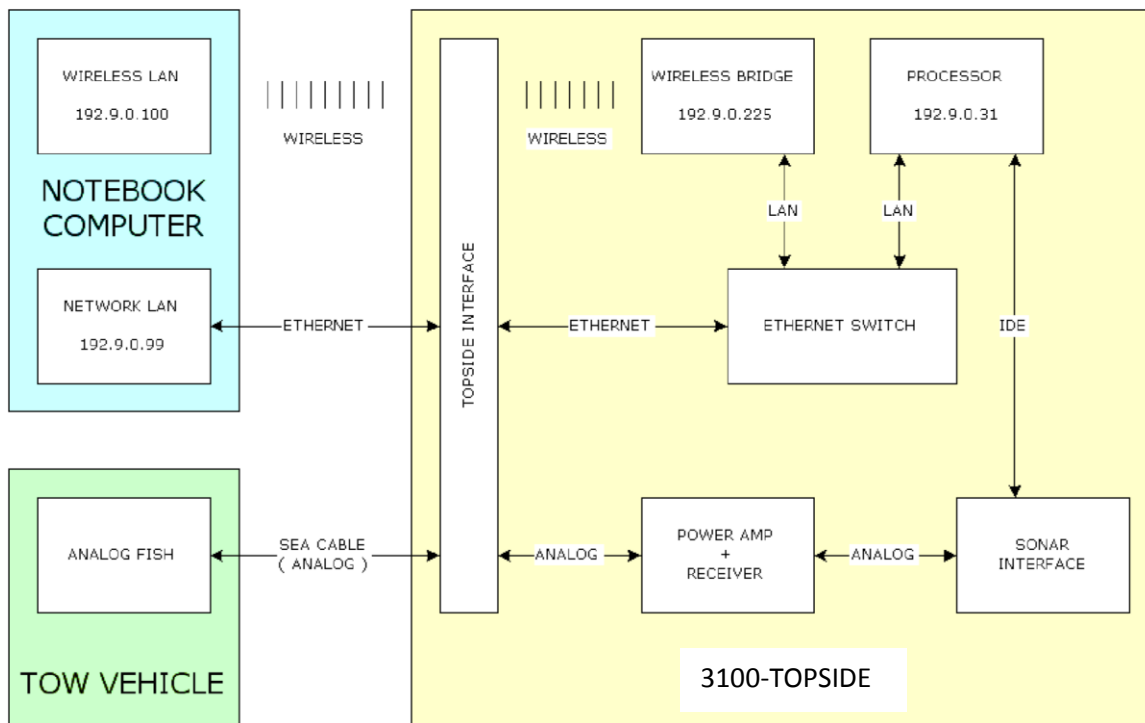 WIRELESS LAN
192.9.0.100
NOTEBOOK
COMPUTER
NETWORK LAN
192.9.0.99
WIRELESS
ETHERNET
ANALOG FISH
TOW VEHICLE
SEA CABLE
( ANALOG )
TOPSIDE INTERFACE
WIRELESS
WIRELESS BRIDGE
192.9.0.225
PROCESSOR
192.9.0.31
LAN
LAN
ETHERNET
ETHERNET SWITCH
IDE
ANALOG
POWER AMP
+
RECEIVER
ANALOG
SONAR
INTERFACE
3100-TOPSIDE